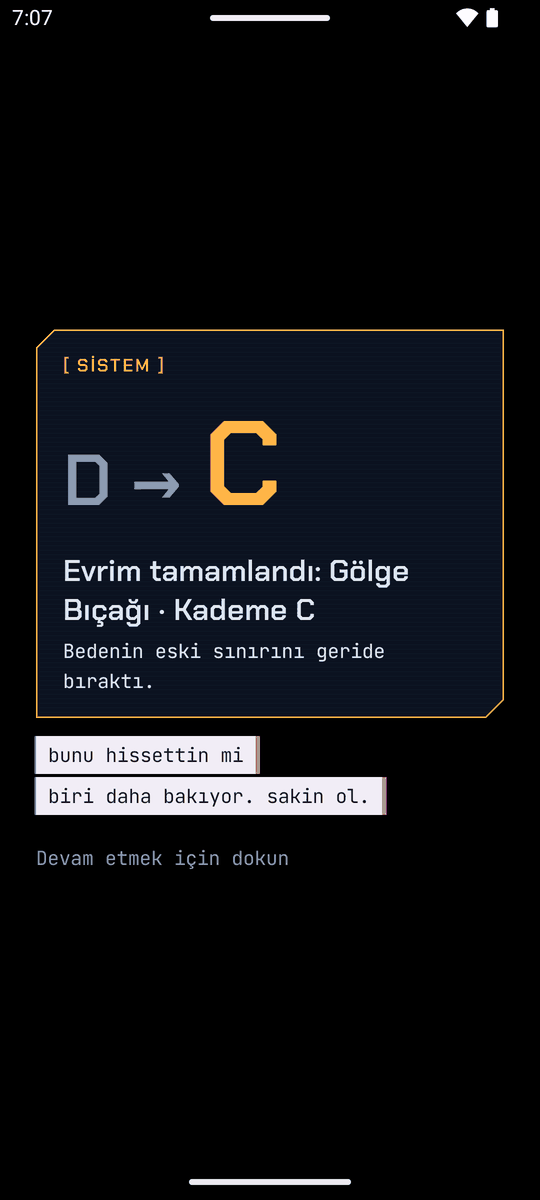 7:07
[ SİSTEM ]
D → C
Evrim tamamlandı: Gölge
Bıçağı · Kademe C
Bedenin eski sınırını geride
bıraktı.
bunu hissettin mi
biri daha bakıyor. sakin ol.
Devam etmek için dokun